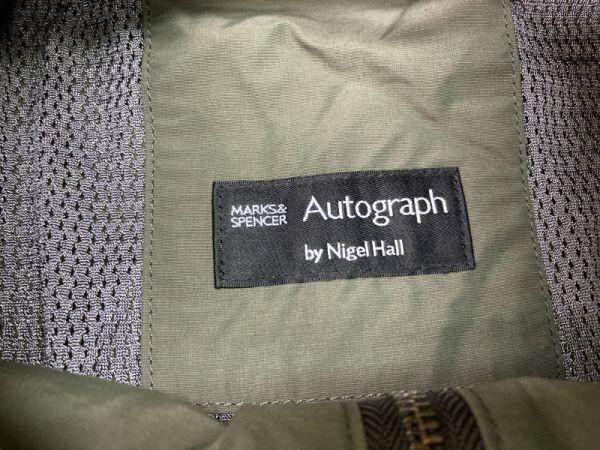 MARKS&
SPENCER
Autograph
by Nigel Hall